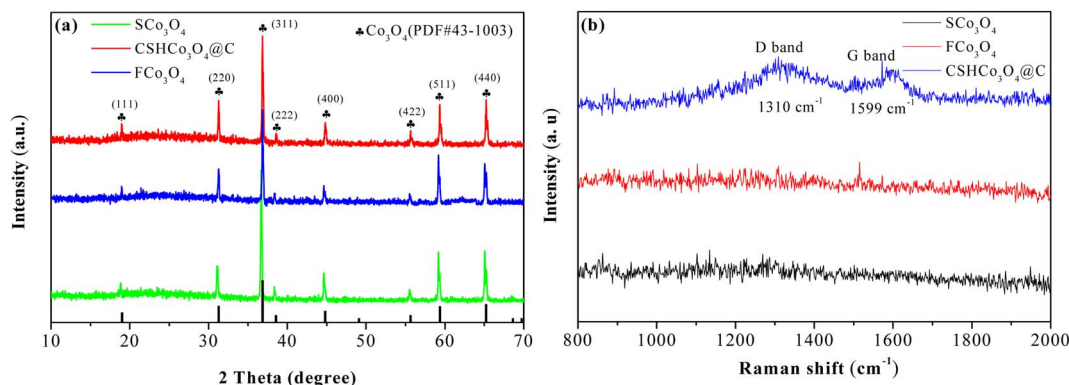 (a)
SCo₃O₄
CSHCo₃O₄@C
FCo₃O₄
♣Co₃O₄(PDF#43-1003)
(111)
(220)
(311)
(222)
(400)
(422)
(511)
(440)
Intensity (a.u.)
10 20 30 40 50 60 70
2 Theta (degree)
(b)
SCo₃O₄
FCo₃O₄
CSHCo₃O₄@C
D band
G band
1310 cm⁻¹
1599 cm⁻¹
Intensity (a. u)
800 1000 1200 1400 1600 1800 2000
Raman shift (cm⁻¹)